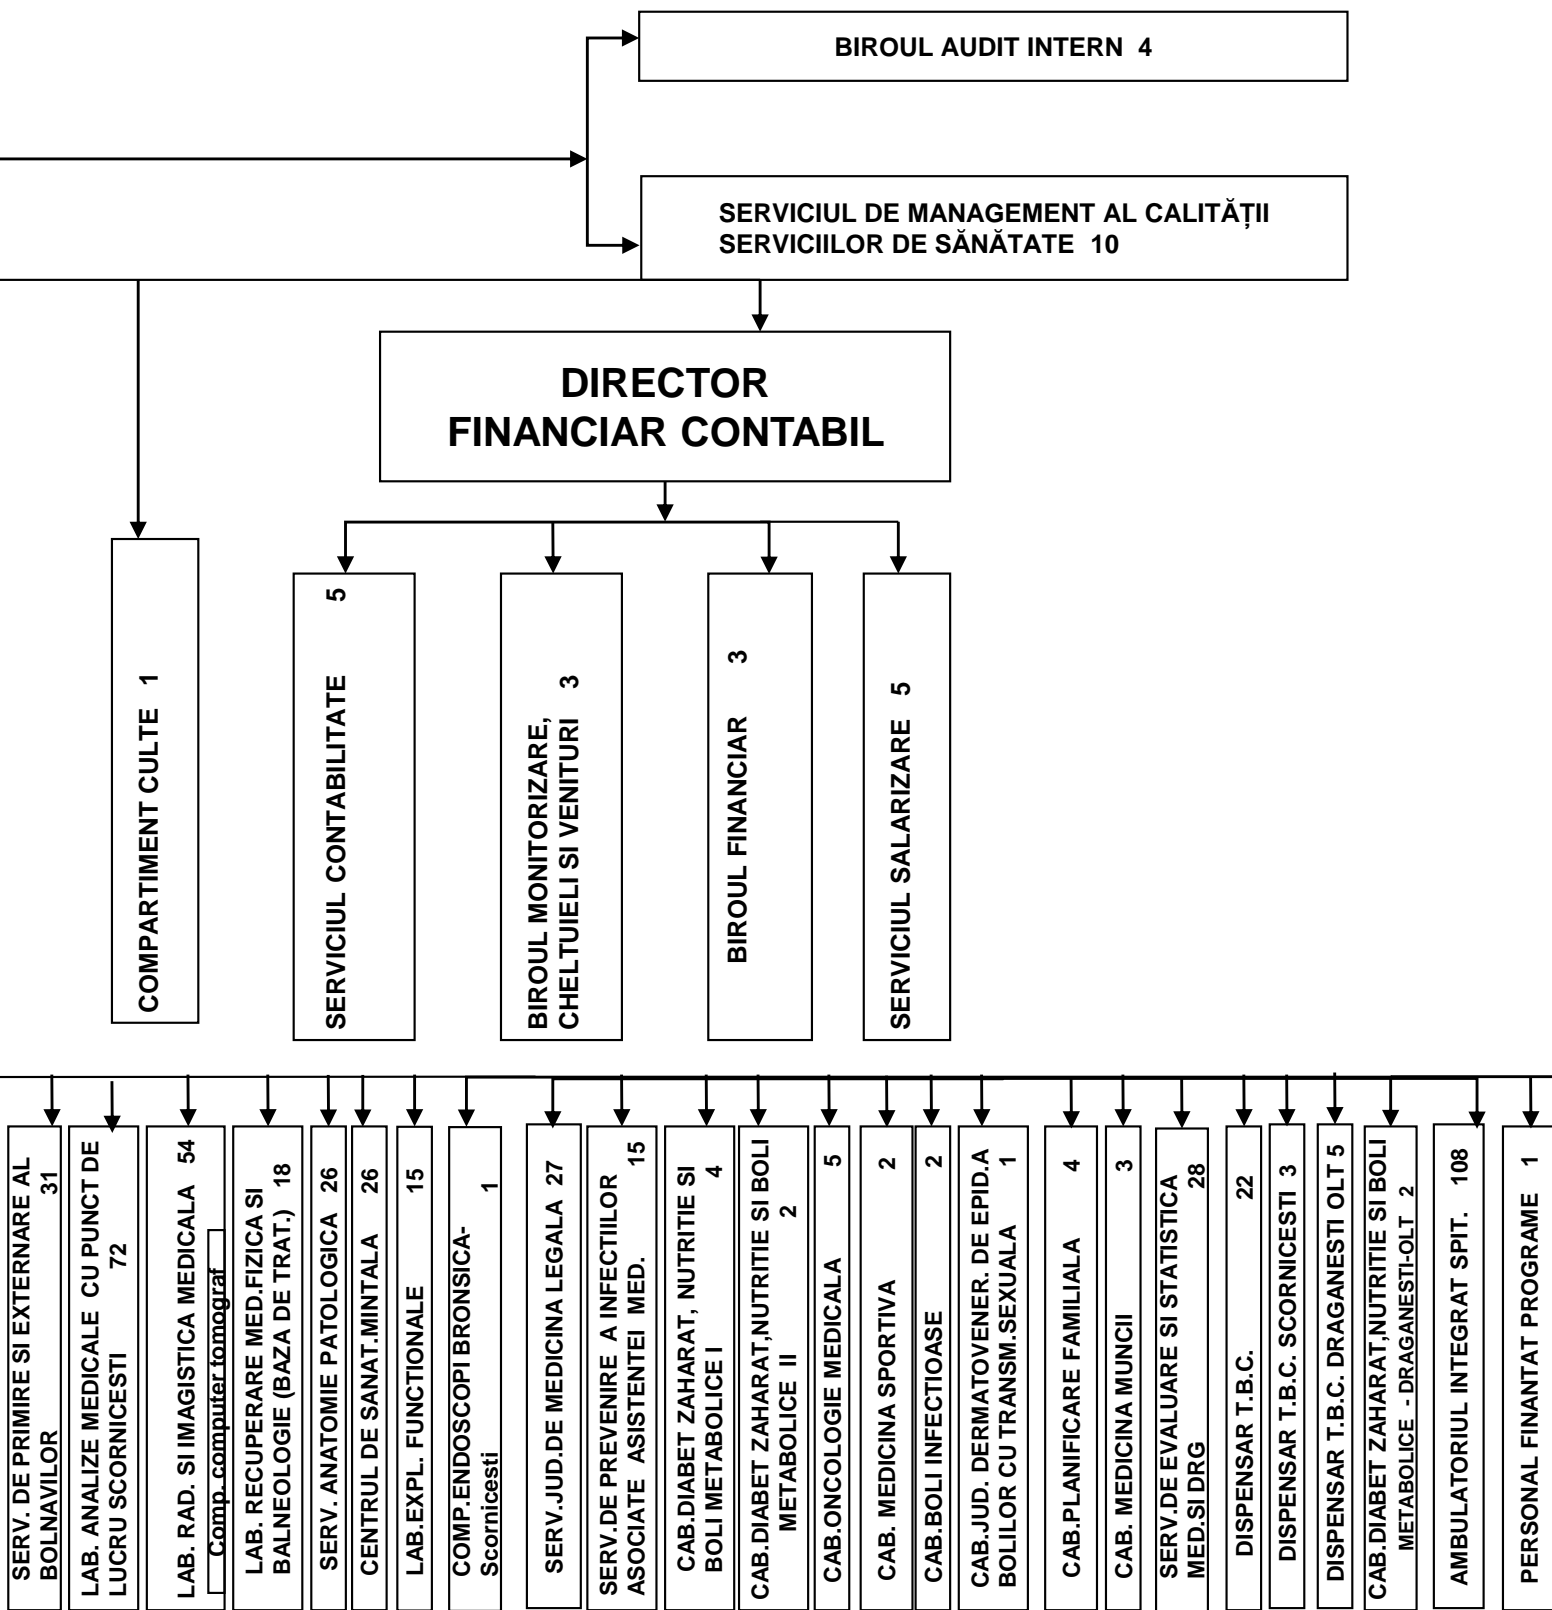 BIROUL AUDIT INTERN 4
SERVICIUL DE MANAGEMENT AL CALITĂȚII
SERVICIILOR DE SĂNĂTATE 10
DIRECTOR
FINANCIAR CONTABIL
COMPARTIMENT CULTE 1
SERVICIUL CONTABILITATE 5
BIROUL MONITORIZARE,
CHELTUIELI SI VENITURI 3
BIROUL FINANCIAR 3
SERVICIUL SALARIZARE 5
SERV. DE PRIMIRE SI EXTERNARE AL
BOLNAVILOR 31
LAB. ANALIZE MEDICALE CU PUNCT DE
LUCRU SCORNICESTI 72
LAB. RAD. SI IMAGISTICA MEDICALA 54
Comp. computer tomograf
LAB. RECUPERARE MED.FIZICA SI
BALNEOLOGIE (BAZA DE TRAT.) 18
SERV. ANATOMIE PATOLOGICA 26
CENTRUL DE SANAT.MINTALA 26
LAB.EXPL. FUNCTIONALE 15
COMP.ENDOSCOPI BRONSICA-
Scornicesti 1
SERV.JUD.DE MEDICINA LEGALA 27
SERV.DE PREVENIRE A INFECTIILOR
ASOCIATE ASISTENTEI MED. 15
CAB.DIABET ZAHARAT, NUTRITIE SI
BOLI METABOLICE I 4
CAB.DIABET ZAHARAT,NUTRITIE SI BOLI
METABOLICE II 2
CAB.ONCOLOGIE MEDICALA 5
CAB. MEDICINA SPORTIVA 2
CAB.BOLI INFECTIOASE 2
CAB.JUD. DERMATOVENER. DE EPID.A
BOLILOR CU TRANSM.SEXUALA 1
CAB.PLANIFICARE FAMILIALA 4
CAB. MEDICINA MUNCII 3
SERV.DE EVALUARE SI STATISTICA
MED.SI DRG 28
DISPENSAR T.B.C. 22
DISPENSAR T.B.C. SCORNICESTI 3
DISPENSAR T.B.C. DRAGANESTI OLT 5
CAB.DIABET ZAHARAT,NUTRITIE SI BOLI
METABOLICE - DRAGANESTI-OLT 2
AMBULATORIUL INTEGRAT SPIT. 108
PERSONAL FINANTAT PROGRAME 1